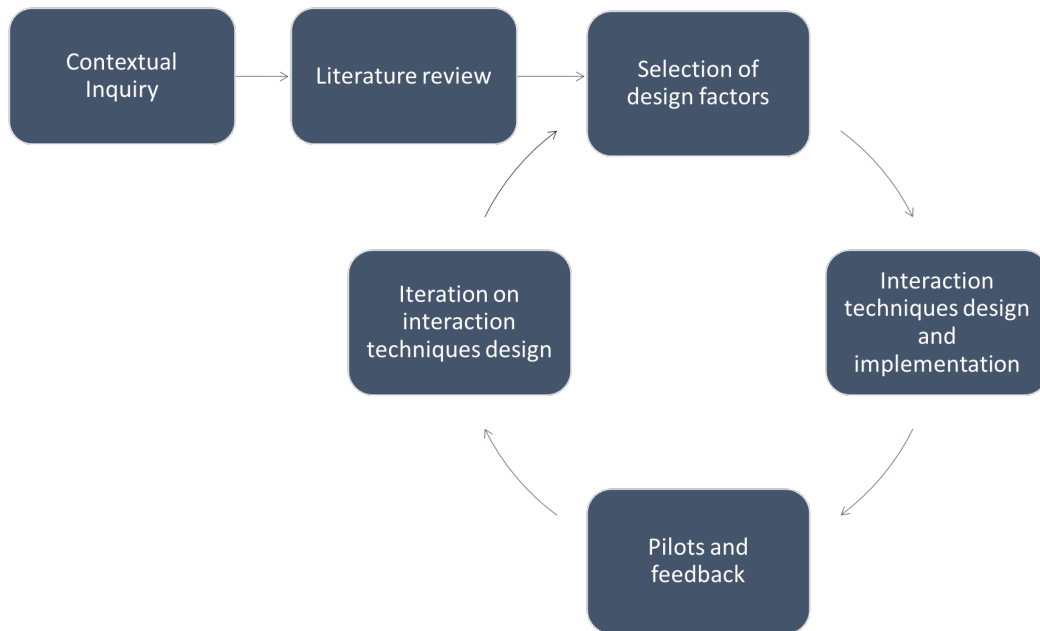 Contextual
Inquiry
Literature review
Selection of
design factors
Iteration on
interaction
techniques design
Interaction
techniques design
and
implementation
Pilots and
feedback